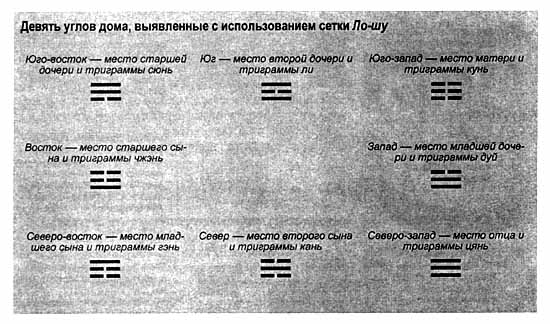 Девять углов дома, выявленные с использованием сетки Ло-шу
Юго-восток — место старшей
дочери и триграммы сюнь
Юг — место второй дочери и
триграммы ли
Юго-запад — место матери и
триграммы кунь
Восток — место старшего сы-
на и триграммы чжэнь
Запад — место младшей доче-
ри и триграммы дуй
Северо-восток — место млад-
шего сына и триграммы гэнь
Север — место второго сына
и триграммы кань
Северо-запад — место отца и
триграммы цянь